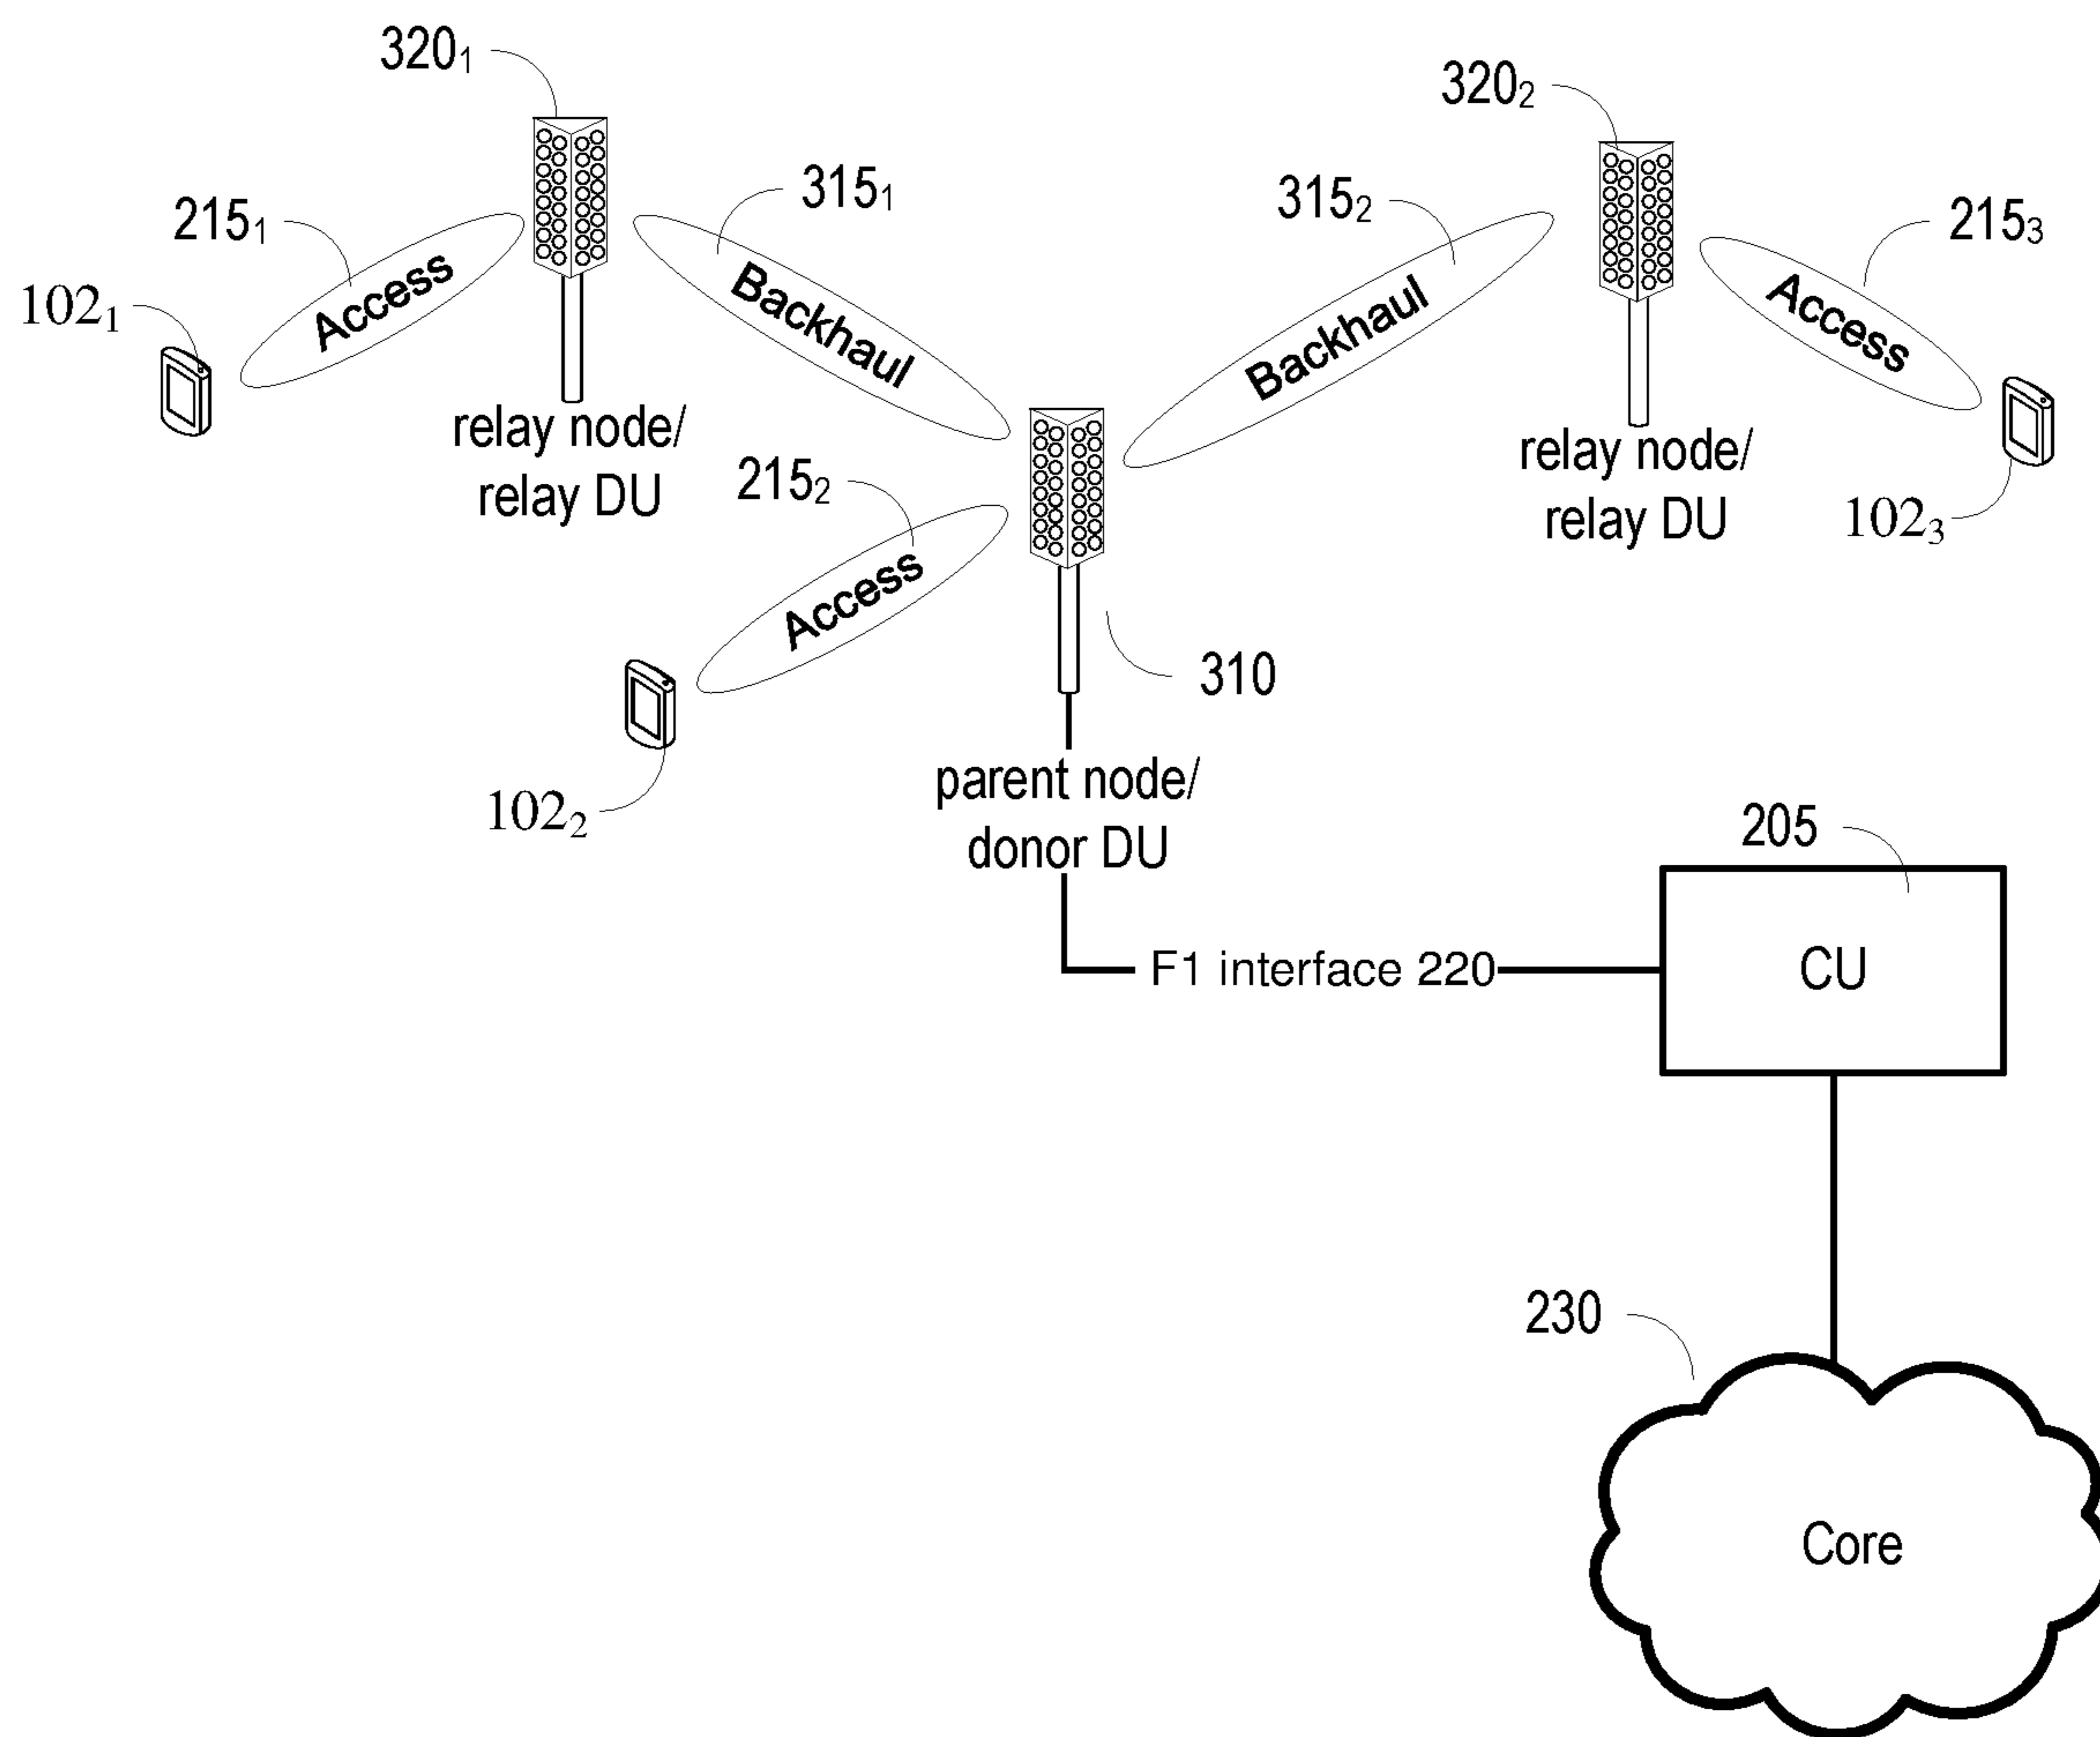 320₁
320₂
315₁
315₂
215₁
215₃
102₁
Access
Backhaul
Backhaul
Access
relay node/
relay DU
215₂
relay node/
relay DU
102₃
Access
310
102₂
parent node/
donor DU
205
F1 interface 220
CU
230
Core